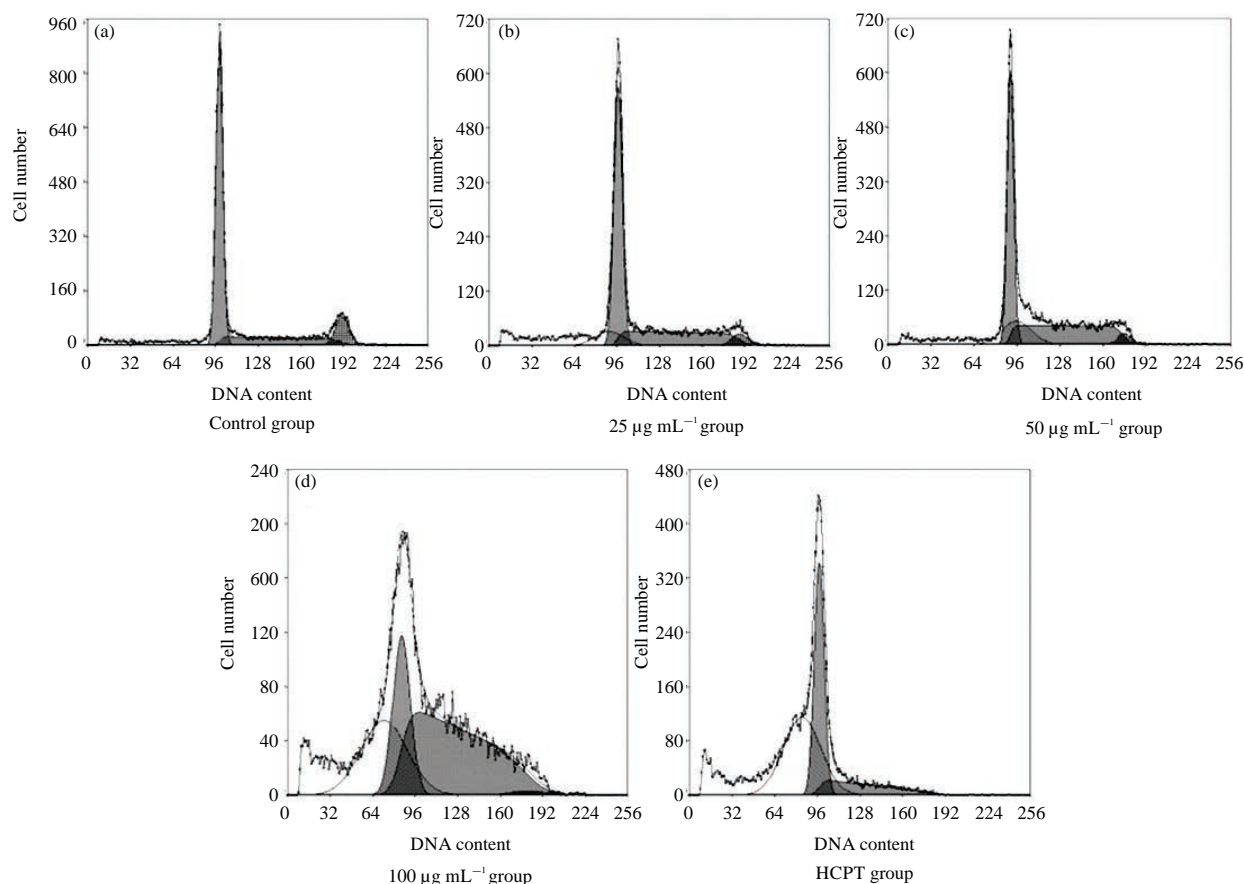 (a)
960
800
640
480
320
160
0
Cell number
0 32 64 96 128 160 192 224 256
DNA content
Control group
(b)
720
600
480
320
240
120
0
Cell number
0 32 64 96 128 160 192 224 256
DNA content
25 µg mL⁻¹ group
(c)
720
600
480
320
240
120
0
Cell number
0 32 64 96 128 160 192 224 256
DNA content
50 µg mL⁻¹ group
(d)
240
200
600
120
80
40
0
Cell number
0 32 64 96 128 160 192 224 256
DNA content
100 µg mL⁻¹ group
(e)
480
400
320
240
160
80
0
Cell number
0 32 64 96 128 160 192 224 256
DNA content
HCPT group